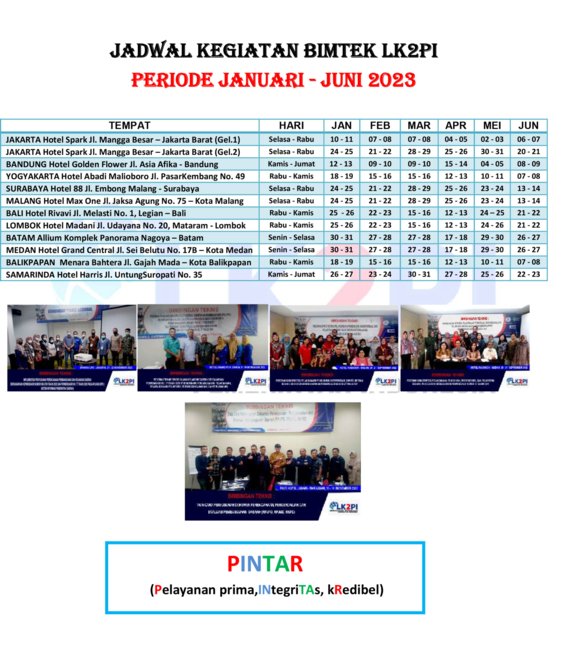 JADWAL KEGIATAN BIMTEK LK2PI
PERIODE JANUARI - JUNI 2023
TEMPAT HARI JAN FEB MAR APR MEI JUN
JAKARTA Hotel Spark Jl. Mangga Besar – Jakarta Barat (Gel.1) Selasa - Rabu 10 - 11 07 - 08 07 - 08 04 - 05 02 - 03 06 - 07
JAKARTA Hotel Spark Jl. Mangga Besar – Jakarta Barat (Gel.2) Selasa - Rabu 24 - 25 21 - 22 28 - 29 25 - 26 30 - 31 20 - 21
BANDUNG Hotel Golden Flower Jl. Asia Afika - Bandung Kamis - Jumat 12 - 13 09 - 10 09 - 10 15 - 14 04 - 05 08 - 09
YOGYAKARTA Hotel Abadi Malioboro Jl. PasarKembang No. 49 Rabu - Kamis 18 - 19 15 - 16 15 - 16 12 - 13 10 - 11 07 - 08
SURABAYA Hotel 88 Jl. Embong Malang - Surabaya Selasa - Rabu 24 - 25 21 - 22 28 - 29 25 - 26 23 - 24 13 - 14
MALANG Hotel Max One Jl. Jaksa Agung No. 75 – Kota Malang Selasa - Rabu 24 - 25 21 - 22 28 - 29 25 - 26 23 - 24 13 - 14
BALI Hotel Rivavi Jl. Melasti No. 1, Legian – Bali Rabu - Kamis 25 - 26 22 - 23 15 - 16 12 - 13 24 – 25 21 - 22
LOMBOK Hotel Madani Jl. Udayana No. 20, Mataram - Lombok Rabu - Kamis 25 - 26 22 - 23 15 - 16 12 - 13 24 - 26 21 - 22
BATAM Allium Komplek Panorama Nagoya – Batam Senin - Selasa 30 - 31 27 - 28 27 - 28 17 - 18 29 - 30 26 - 27
MEDAN Hotel Grand Central Jl. Sei Belutu No. 17B – Kota Medan Senin - Selasa 30 - 31 27 - 28 27 - 28 17 - 18 29 - 30 26 - 27
BALIKPAPAN Menara Bahtera Jl. Gajah Mada – Kota Balikpapan Rabu - Kamis 18 - 19 15 - 16 15 - 16 12 - 13 10 - 11 07 - 08
SAMARINDA Hotel Harris Jl. UntungSuropati No. 35 Kamis - Jumat 26 - 27 23 - 24 30 - 31 27 - 28 25 - 26 22 - 23
LK2PI
BIMBINGAN TEKNIS
LK2PI
BIMBINGAN TEKNIS
LK2PI
LK2PI
LK2PI
BIMBINGAN TEKNIS
BIMBINGAN TEKNIS
LK2PI
PINTAR
(Pelayanan prima,INtegriTAs, kRedibel)